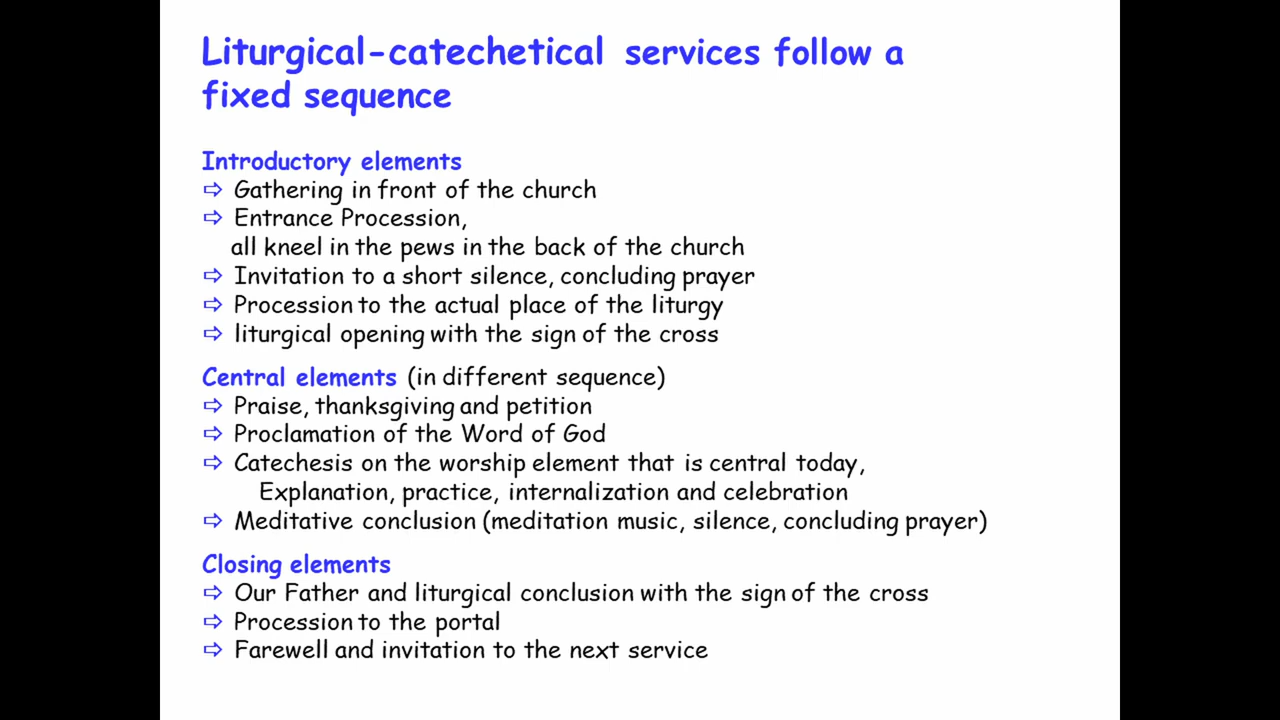 Liturgical-catechetical services follow a
fixed sequence
Introductory elements
⇨ Gathering in front of the church
⇨ Entrance Procession,
all kneel in the pews in the back of the church
⇨ Invitation to a short silence, concluding prayer
⇨ Procession to the actual place of the liturgy
⇨ liturgical opening with the sign of the cross
Central elements (in different sequence)
⇨ Praise, thanksgiving and petition
⇨ Proclamation of the Word of God
⇨ Catechesis on the worship element that is central today,
Explanation, practice, internalization and celebration
⇨ Meditative conclusion (meditation music, silence, concluding prayer)
Closing elements
⇨ Our Father and liturgical conclusion with the sign of the cross
⇨ Procession to the portal
⇨ Farewell and invitation to the next service